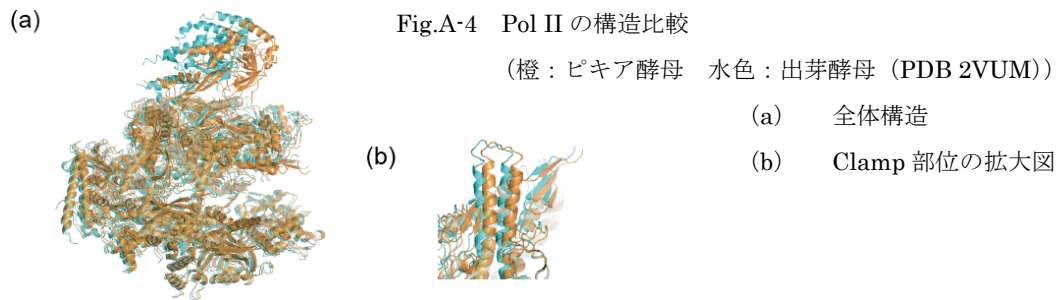 (a)
Fig.A-4 Pol II の構造比較
(橙：ピキア酵母 水色：出芽酵母（PDB 2VUM）)
(a) 全体構造
(b)
(b) Clamp 部位の拡大図